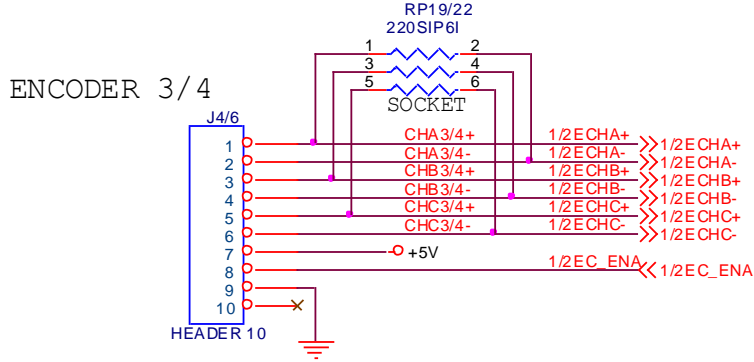 RP19/22
220SIP6I
1 2
3 4
5 6
SOCKET
ENCODER 3/4
J4/6
1 CHA3/4+ 1/2ECHA+ 1/2ECHA+
2 CHA3/4- 1/2ECHA- 1/2ECHA-
3 CHB3/4+ 1/2ECHB+ 1/2ECHB+
4 CHB3/4- 1/2ECHB- 1/2ECHB-
5 CHC3/4+ 1/2ECHC+ 1/2ECHC+
6 CHC3/4- 1/2ECHC- 1/2ECHC-
7 +5V
8 1/2EC_ENA 1/2EC_ENA
9
10
HEADER 10